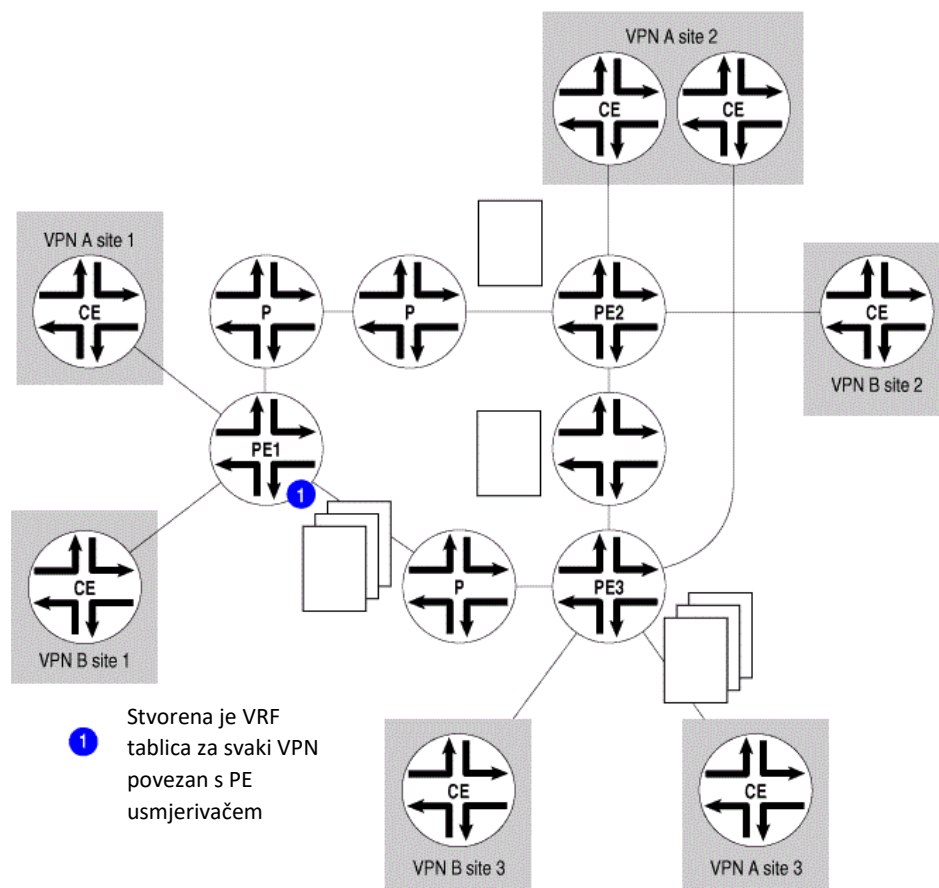 VPN A site 2
CE
CE
VPN A site 1
CE
P
P
PE2
CE
VPN B site 2
PE1
1
CE
VPN B site 1
P
PE3
1
Stvorena je VRF
tablica za svaki VPN
povezan s PE
usmjerivačem
CE
VPN B site 3
CE
VPN A site 3